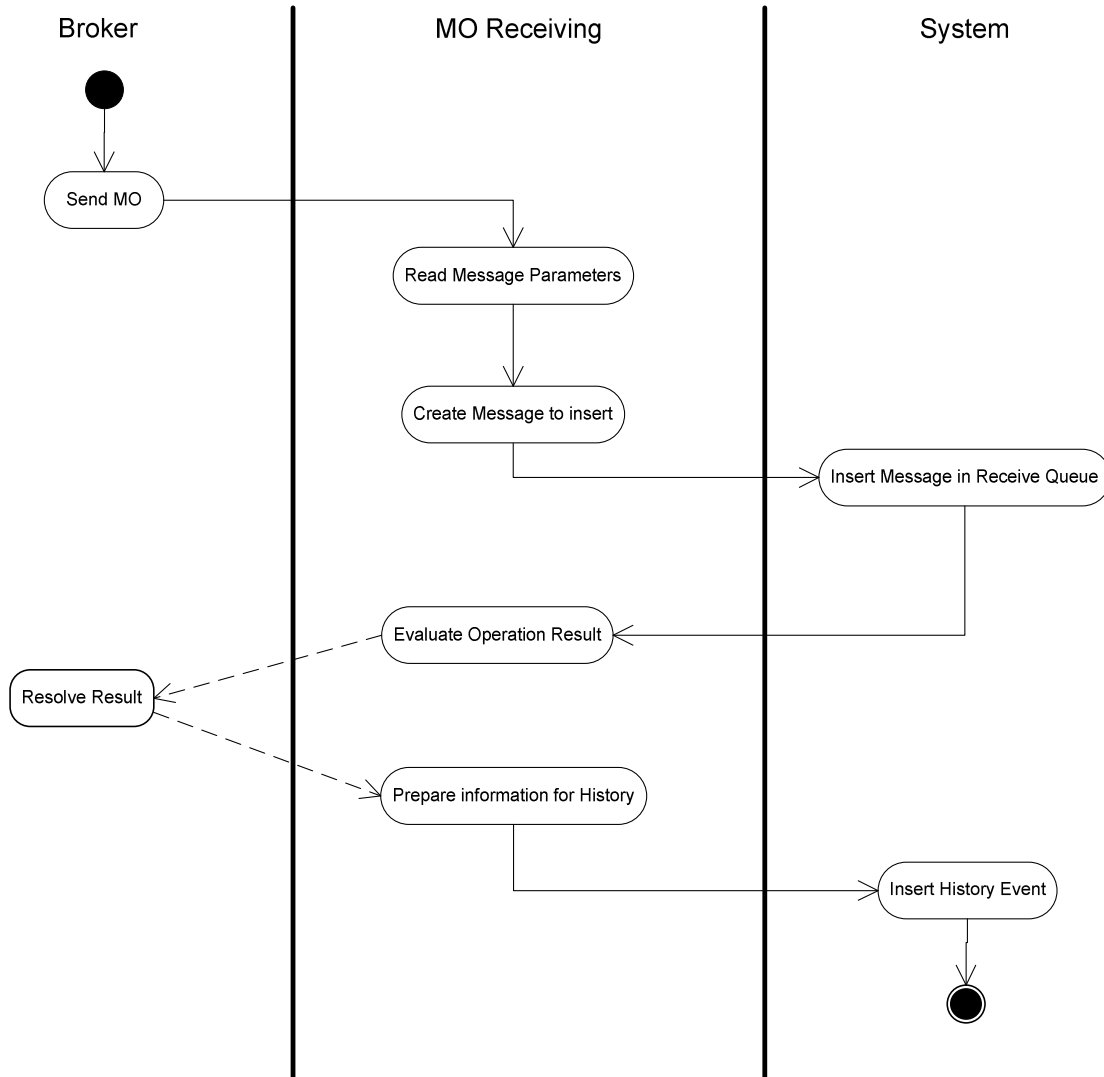 Broker
MO Receiving
System
Send MO
Read Message Parameters
Create Message to insert
Insert Message in Receive Queue
Evaluate Operation Result
Resolve Result
Prepare information for History
Insert History Event